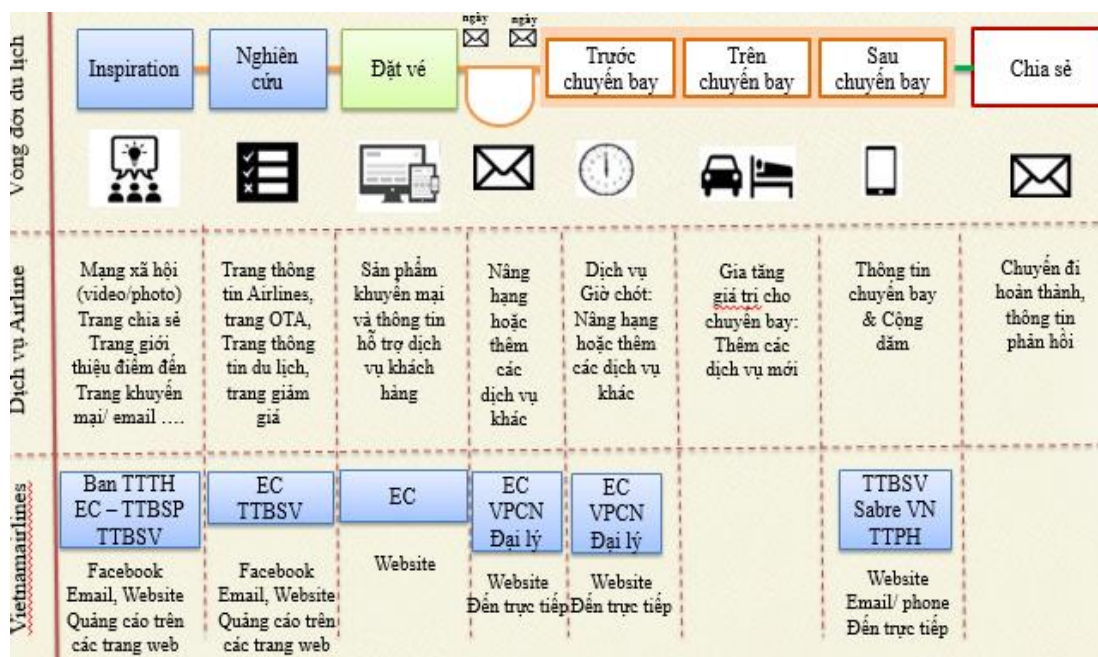 ngày
ngày
Vòng đời du lịch
Inspiration
Nghiên
cứu
Đặt vé
Trước
chuyến bay
Trên
chuyến bay
Sau
chuyến bay
Chia sẻ
Dịch vụ Airline
Mạng xã hội
(video/photo)
Trang chia sẻ
Trang giới
thiệu điểm đến
Trang khuyến
mại/ email ....
Trang thông
tin Airlines,
trang OTA,
Trang thông
tin du lịch,
trang giảm
giá
Sản phẩm
khuyến mại
và thông tin
hỗ trợ dịch
vụ khách
hàng
Nâng
hạng
hoặc
thêm
các
dịch vụ
khác
Dịch vụ
Giờ chót:
Nâng hạng
hoặc thêm
các dịch vụ
khác
Gia tăng
giá trị cho
chuyến bay:
Thêm các
dịch vụ mới
Thông tin
chuyến bay
& Cộng
dặm
Chuyến đi
hoàn thành,
thông tin
phản hồi
Vietnamairlines
Ban TTTH
EC – TTBSP
TTBSV
Facebook
Email, Website
Quảng cáo trên
các trang web
EC
TTBSV
Facebook
Email, Website
Quảng cáo trên
các trang web
EC
Website
EC
VPCN
Đại lý
Website
Đến trực tiếp
EC
VPCN
Đại lý
Website
Đến trực tiếp
TTBSV
Sabre VN
TTPH
Website
Email/ phone
Đến trực tiếp